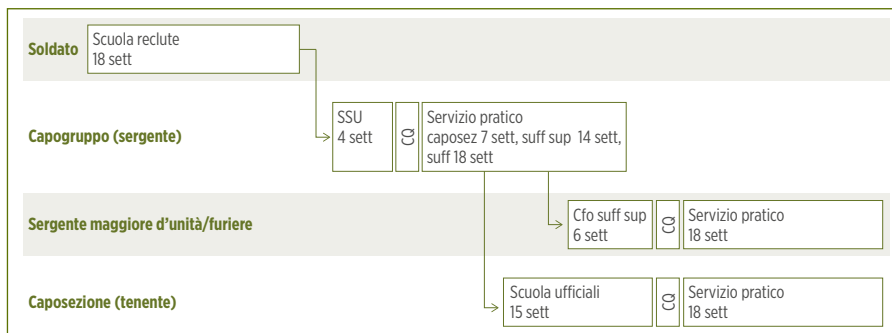 Soldato
Scuola reclute
18 sett
Capogruppo (sergente)
SSU
4 sett
CQ
Servizio pratico
caposez 7 sett, suff sup 14 sett,
suff 18 sett
Sergente maggiore d’unità/furiere
Cfo suff sup
6 sett
CQ
Servizio pratico
18 sett
Caposezione (tenente)
Scuola ufficiali
15 sett
CQ
Servizio pratico
18 sett